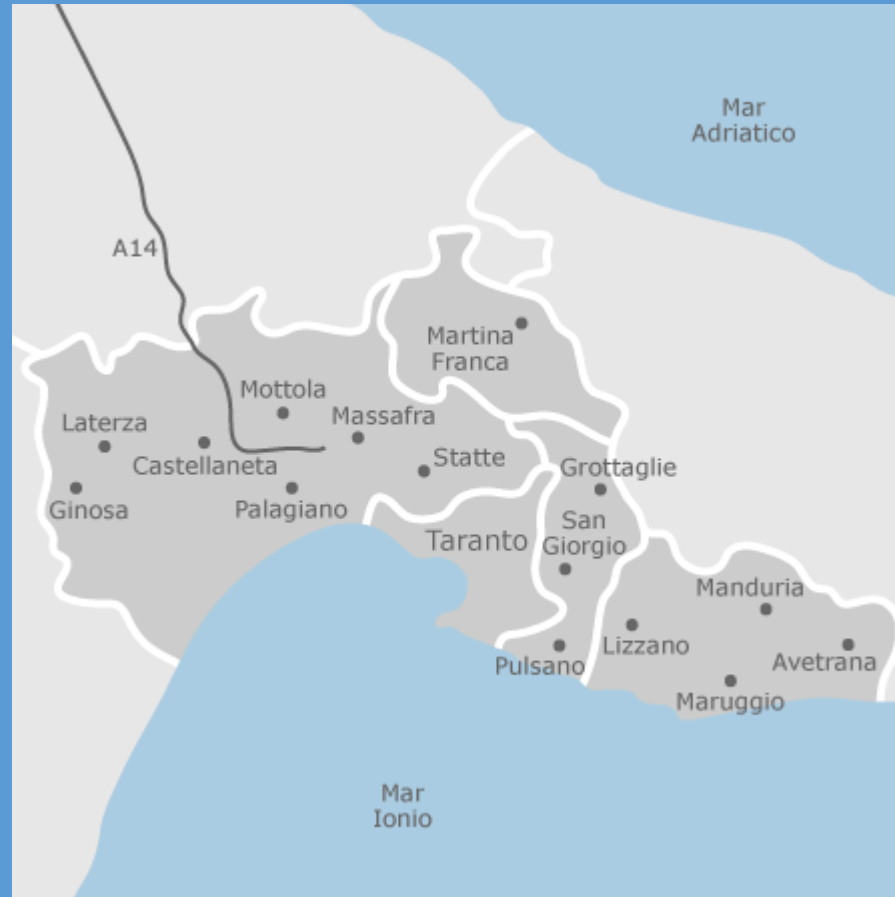 Mar
Adriatico
A14
Martina
Franca
Mottola
Massafra
Laterza
Castellaneta
Statte
Grottaglie
Ginosa
Palagiano
San
Giorgio
Taranto
Manduria
Pulsano
Lizzano
Avetrana
Maruggio
Mar
Ionio